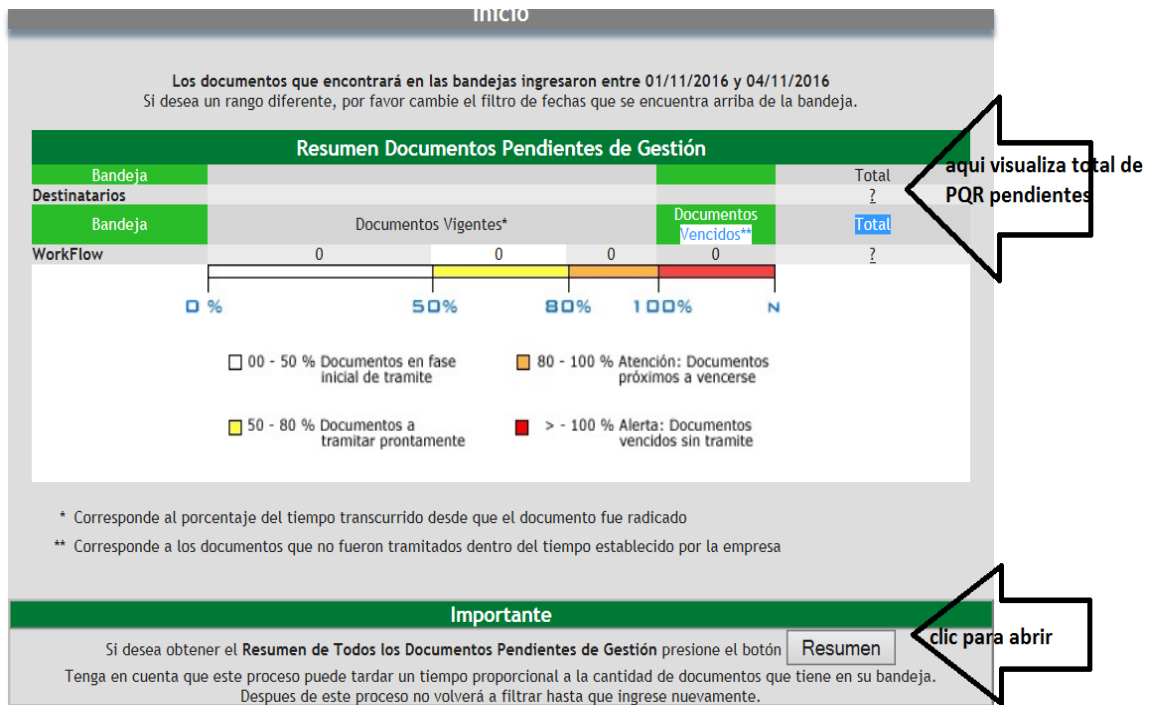 Inicio
Los documentos que encontrará en las bandejas ingresaron entre 01/11/2016 y 04/11/2016
Si desea un rango diferente, por favor cambie el filtro de fechas que se encuentra arriba de la bandeja.
Resumen Documentos Pendientes de Gestión
Bandeja Total
Destinatarios ?
aqui visualiza total de
PQR pendientes
Bandeja Documentos Vigentes* Documentos Vencidos** Total
WorkFlow 0 0 0 0 ?
0 % 50% 80% 100% N
00 - 50 % Documentos en fase
inicial de tramite
80 - 100 % Atención: Documentos
próximos a vencerse
50 - 80 % Documentos a
tramitar prontamente
> - 100 % Alerta: Documentos
vencidos sin tramite
* Corresponde al porcentaje del tiempo transcurrido desde que el documento fue radicado
** Corresponde a los documentos que no fueron tramitados dentro del tiempo establecido por la empresa
Importante
Si desea obtener el Resumen de Todos los Documentos Pendientes de Gestión presione el botón Resumen
clic para abrir
Tenga en cuenta que este proceso puede tardar un tiempo proporcional a la cantidad de documentos que tiene en su bandeja.
Despues de este proceso no volverá a filtrar hasta que ingrese nuevamente.